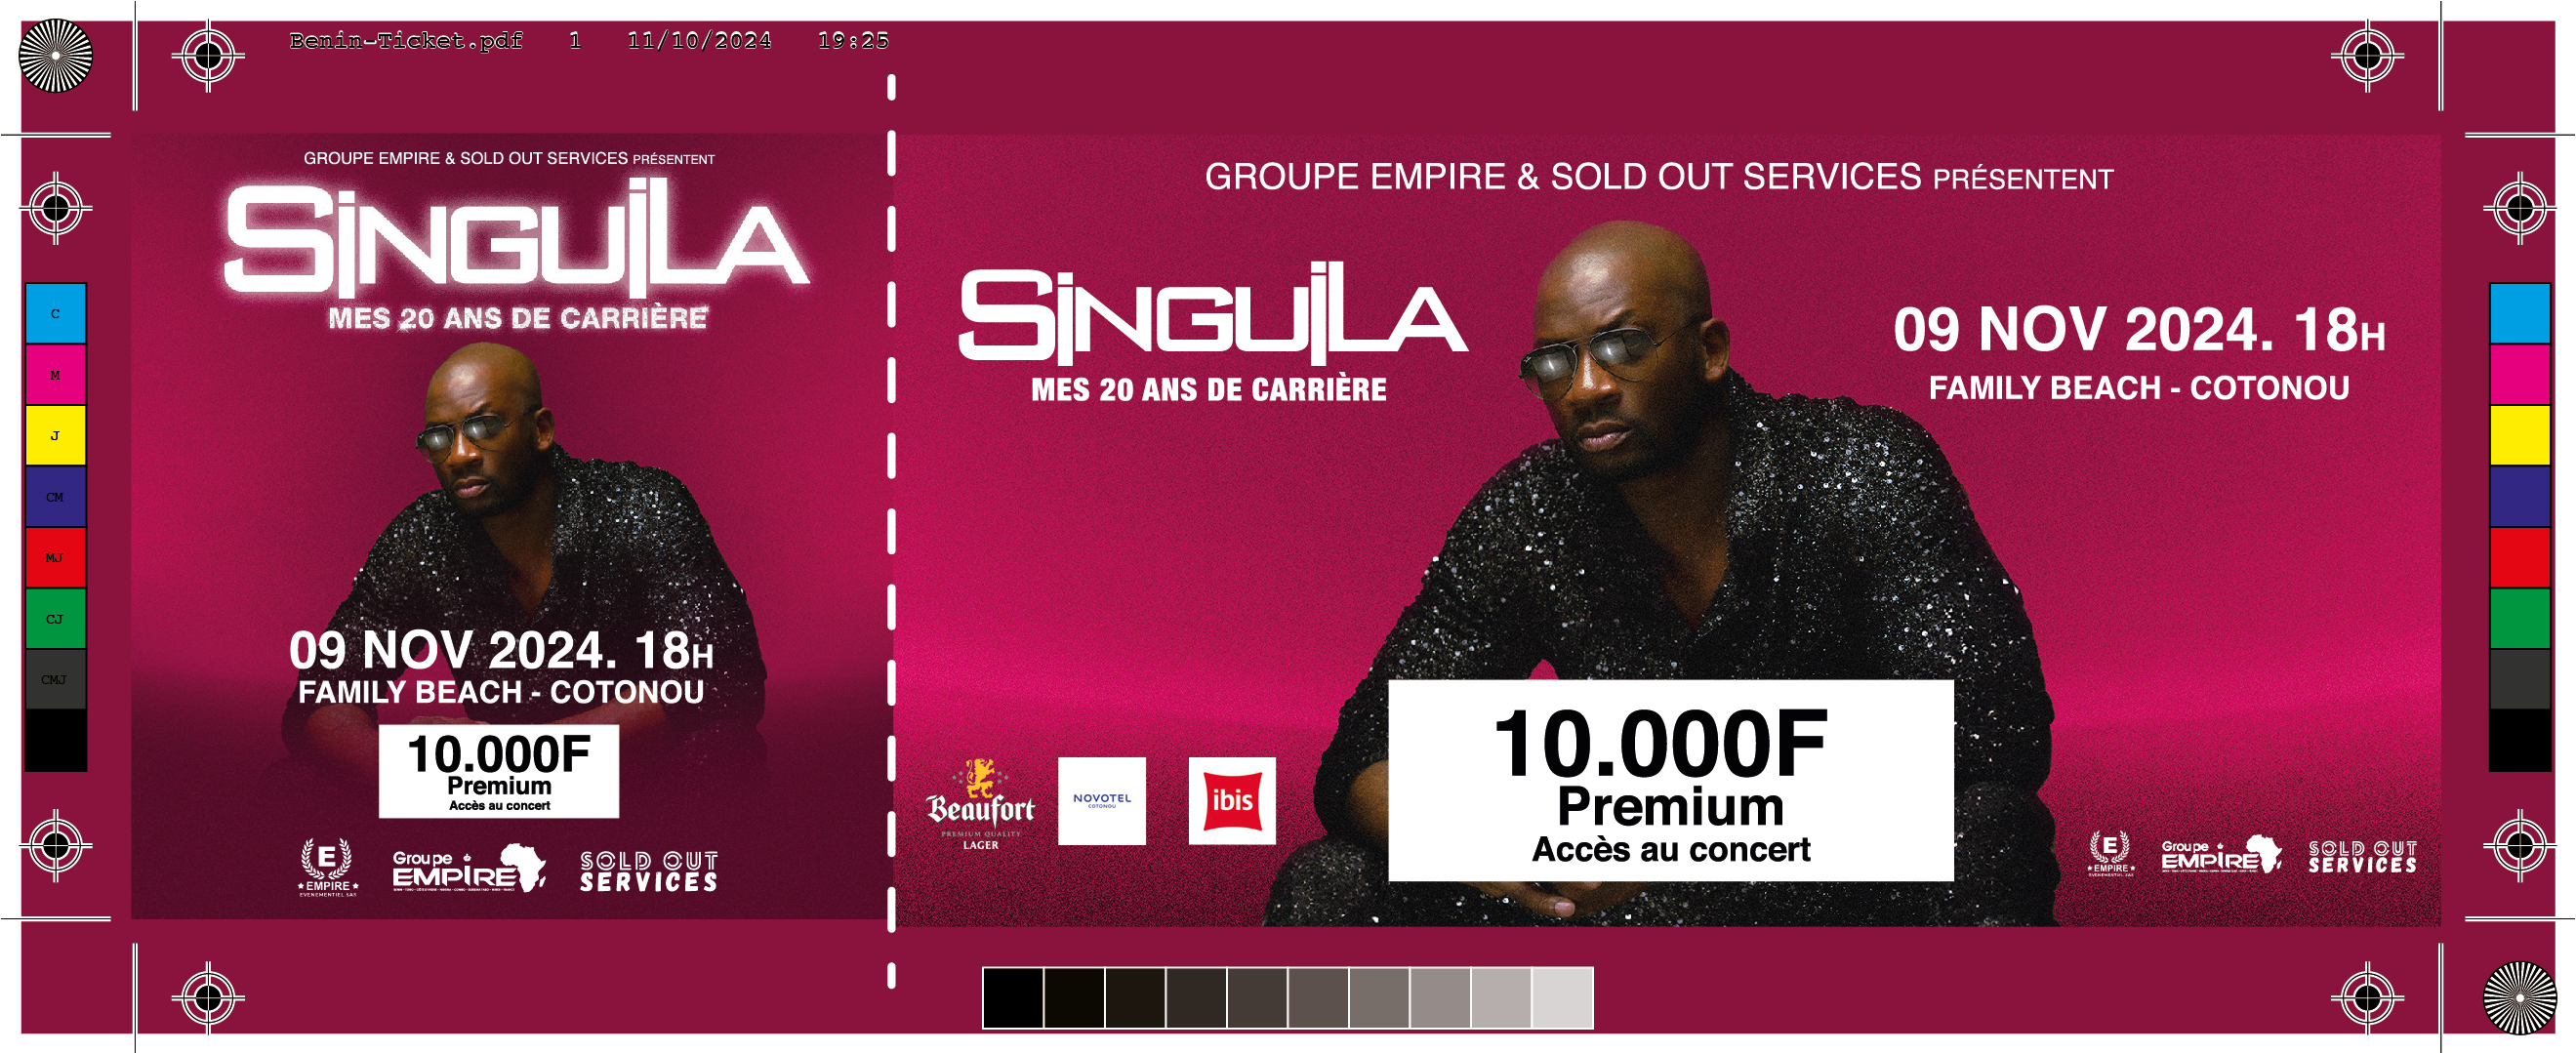 Benin-Ticket.pdf 1 11/10/2024 19:25
GROUPE EMPIRE & SOLD OUT SERVICES PRÉSENTENT
SiNGUiLA
MES 20 ANS DE CARRIÈRE
09 NOV 2024. 18H
FAMILY BEACH - COTONOU
10.000F
Premium
Accès au concert
E
EMPIRE
EVENEMENTIEL SAS
Groupe
EMPIRE
SOLD OUT
SERVICES
C
M
J
CM
MJ
CJ
CMJ
GROUPE EMPIRE & SOLD OUT SERVICES PRÉSENTENT
SiNGUiLA
MES 20 ANS DE CARRIÈRE
09 NOV 2024. 18H
FAMILY BEACH - COTONOU
10.000F
Premium
Accès au concert
Beaufort
PREMIUM QUALITY
LAGER
NOVOTEL
COTONOU
ibis
E
EMPIRE
EVENEMENTIEL SAS
Groupe
EMPIRE
SOLD OUT
SERVICES